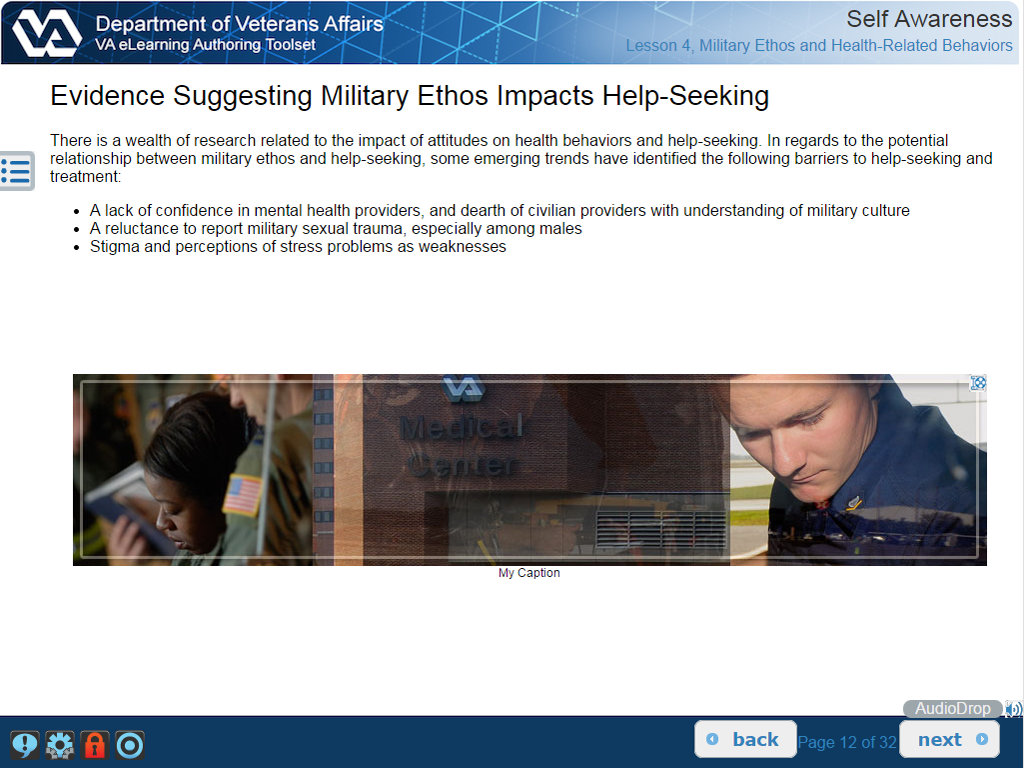 VA
Department of Veterans Affairs
VA eLearning Authoring Toolset
Self Awareness
Lesson 4, Military Ethos and Health-Related Behaviors
Evidence Suggesting Military Ethos Impacts Help-Seeking
There is a wealth of research related to the impact of attitudes on health behaviors and help-seeking. In regards to the potential
relationship between military ethos and help-seeking, some emerging trends have identified the following barriers to help-seeking and
treatment:
• A lack of confidence in mental health providers, and dearth of civilian providers with understanding of military culture
• A reluctance to report military sexual trauma, especially among males
• Stigma and perceptions of stress problems as weaknesses
VA
Medical
Center
My Caption
AudioDrop
back
Page 12 of 32
next